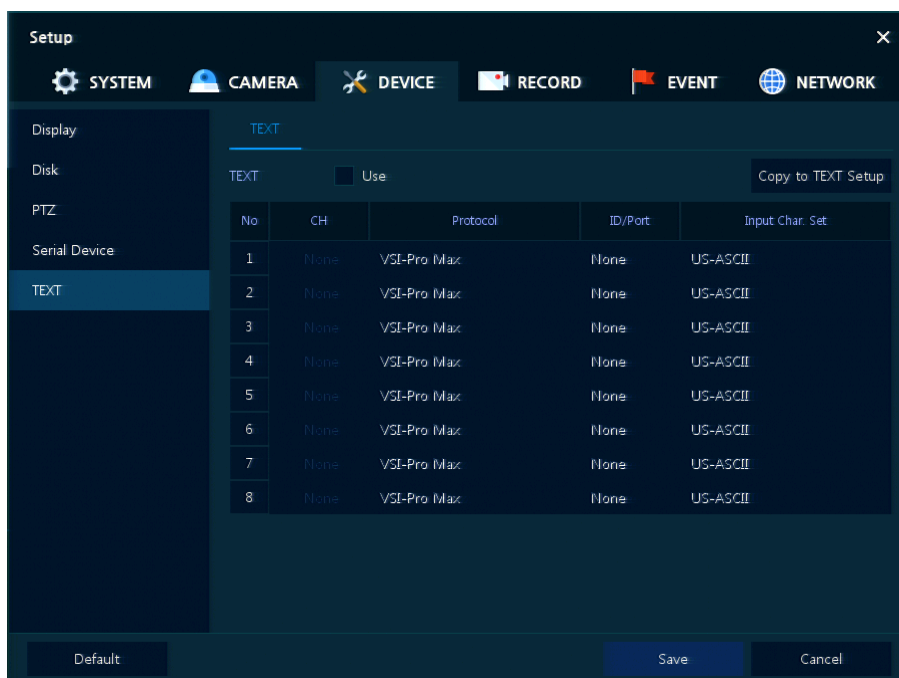 Setup
SYSTEM CAMERA DEVICE RECORD EVENT NETWORK
Display
Disk
PTZ
Serial Device
TEXT
TEXT
TEXT Use Copy to TEXT Setup
No CH Protocol ID/Port Input Char. Set
1 None VSI-Pro Max None US-ASCII
2 None VSI-Pro Max None US-ASCII
3 None VSI-Pro Max None US-ASCII
4 None VSI-Pro Max None US-ASCII
5 None VSI-Pro Max None US-ASCII
6 None VSI-Pro Max None US-ASCII
7 None VSI-Pro Max None US-ASCII
8 None VSI-Pro Max None US-ASCII
Default Save Cancel